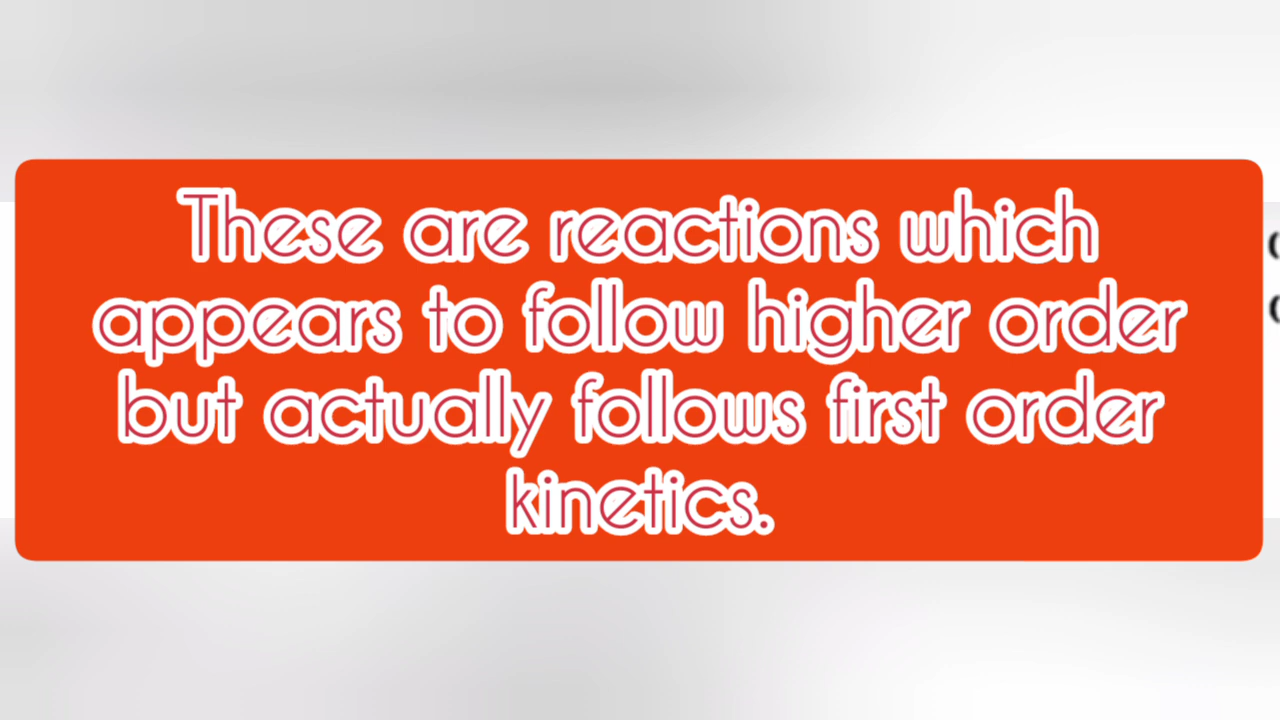 These are reactions which
appears to follow higher order
but actually follows first order
kinetics.